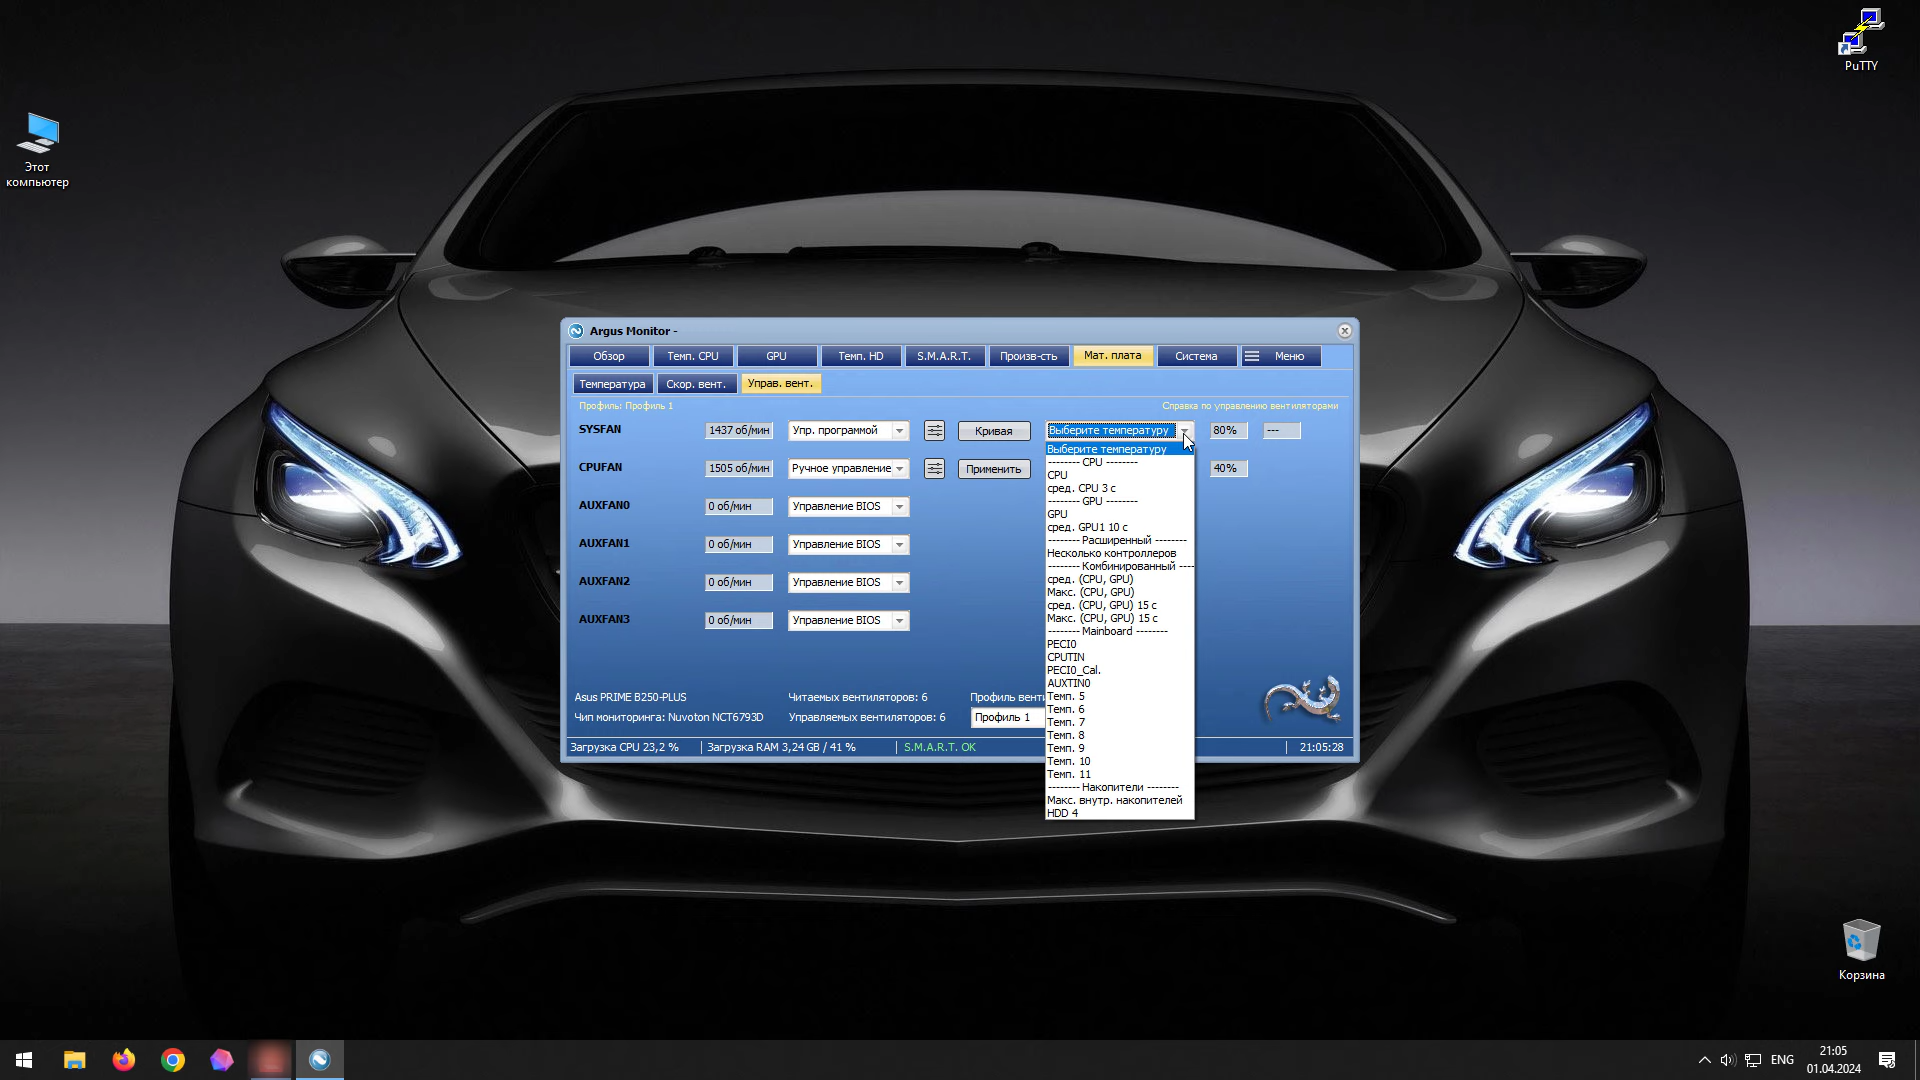 PuTTY
Этот
компьютер
Argus Monitor -
Обзор
Темп. CPU
GPU
Темп. HD
S.M.A.R.T.
Произв-сть
Мат. плата
Система
Меню
Температура
Скор. вент.
Управ. вент.
Профиль: Профиль 1
Справка по управлению вентиляторами
SYSFAN
1437 об/мин
Упр. программой
Кривая
Выберите температуру
80%
---
CPUFAN
1505 об/мин
Ручное управление
Применить
40%
AUXFAN0
0 об/мин
Управление BIOS
AUXFAN1
0 об/мин
Управление BIOS
AUXFAN2
0 об/мин
Управление BIOS
AUXFAN3
0 об/мин
Управление BIOS
Выберите температуру
-------- CPU --------
CPU
сред. CPU 3 с
-------- GPU --------
GPU
сред. GPU1 10 с
-------- Расширенный --------
Несколько контроллеров
-------- Комбинированный ----
сред. (CPU, GPU)
Макс. (CPU, GPU)
сред. (CPU, GPU) 15 с
Макс. (CPU, GPU) 15 с
-------- Mainboard --------
PECI0
CPUTIN
PECI0_Cal.
AUXTIN0
Темп. 5
Темп. 6
Темп. 7
Темп. 8
Темп. 9
Темп. 10
Темп. 11
-------- Накопители --------
Макс. внутр. накопителей
HDD 4
Asus PRIME B250-PLUS
Читаемых вентиляторов: 6
Профиль венти
Чип мониторинга: Nuvoton NCT6793D
Управляемых вентиляторов: 6
Профиль 1
Загрузка CPU 23,2 %
Загрузка RAM 3,24 GB / 41 %
S.M.A.R.T. OK
21:05:28
Корзина
ENG
21:05
01.04.2024